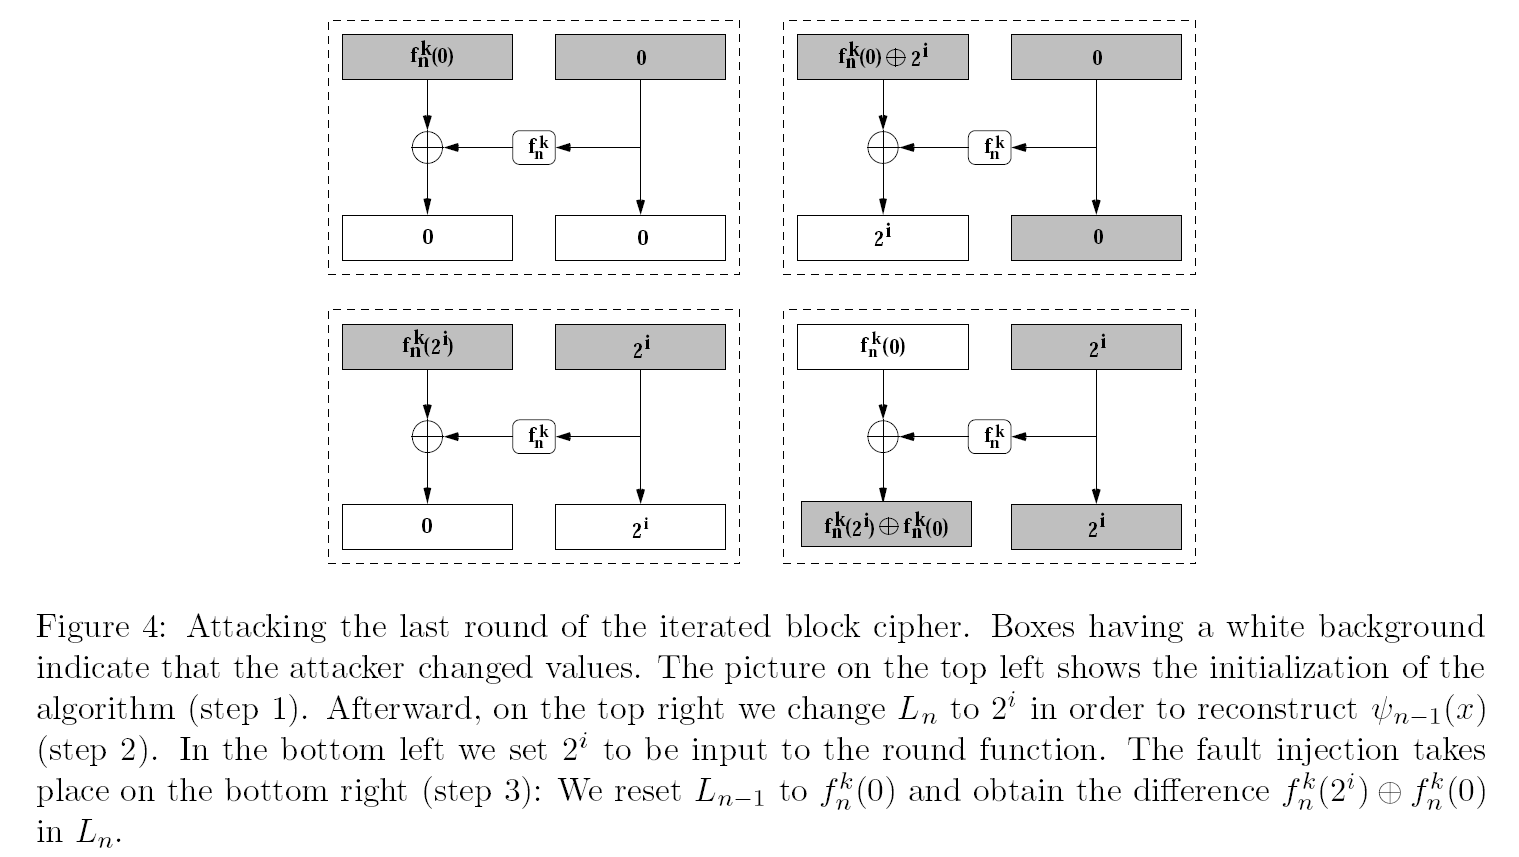 f_n^k(0) 0 f_n^k(0) ⊕ 2^i 0
f_n^k f_n^k
0 0 2^i 0
f_n^k(2^i) 2^i f_n^k(0) 2^i
f_n^k f_n^k
0 2^i f_n^k(2^i) ⊕ f_n^k(0) 2^i
Figure 4: Attacking the last round of the iterated block cipher. Boxes having a white background
indicate that the attacker changed values. The picture on the top left shows the initialization of the
algorithm (step 1). Afterward, on the top right we change L_n to 2^i in order to reconstruct ψ_{n−1}(x)
(step 2). In the bottom left we set 2^i to be input to the round function. The fault injection takes
place on the bottom right (step 3): We reset L_{n−1} to f_n^k(0) and obtain the difference f_n^k(2^i) ⊕ f_n^k(0)
in L_n.